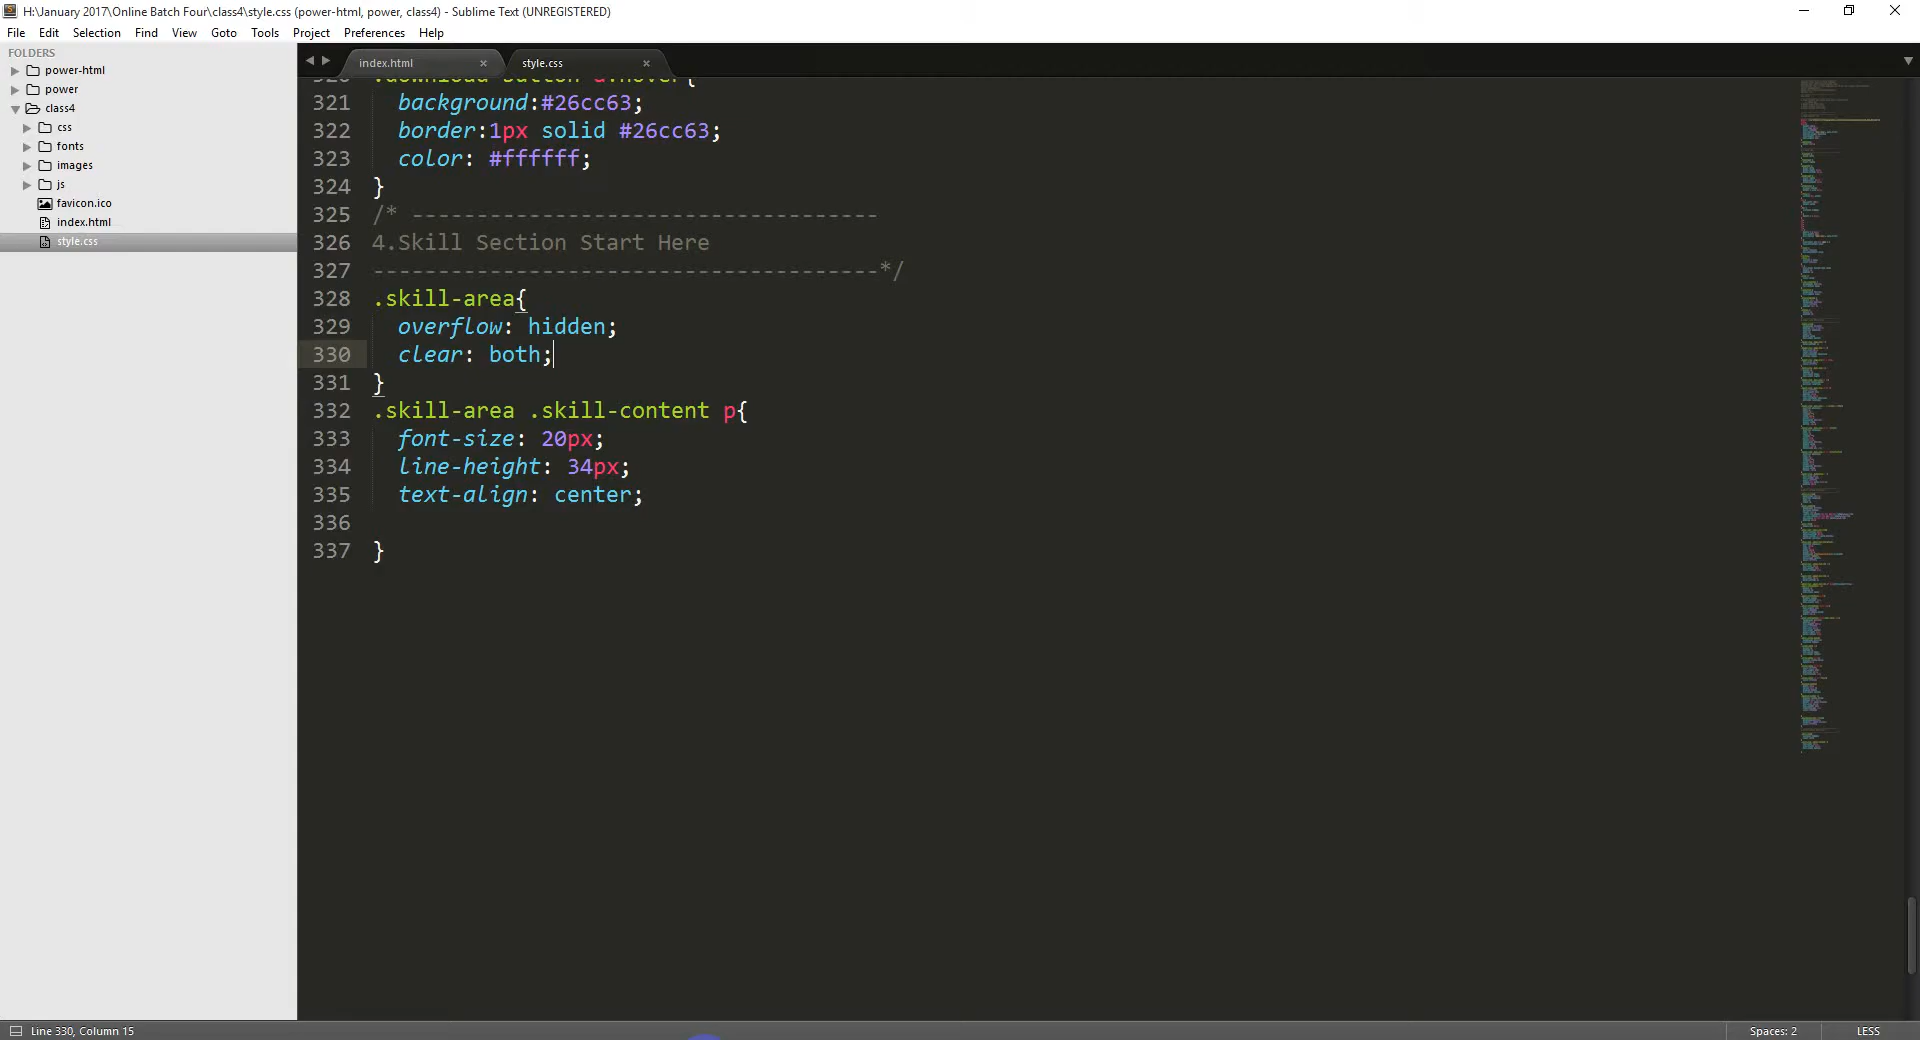 H:\January 2017\Online Batch Four\class4\style.css (power-html, power, class4) - Sublime Text (UNREGISTERED)
File Edit Selection Find View Goto Tools Project Preferences Help
FOLDERS
power-html
power
class4
css
fonts
images
js
favicon.ico
index.html
style.css
index.html × style.css ×
320 .download-button a:hover{
321 background:#26cc63;
322 border:1px solid #26cc63;
323 color: #ffffff;
324 }
325 /* ------------------------------------
326 4.Skill Section Start Here
327 ---------------------------------------*/
328 .skill-area{
329 overflow: hidden;
330 clear: both;
331 }
332 .skill-area .skill-content p{
333 font-size: 20px;
334 line-height: 34px;
335 text-align: center;
336
337 }
Line 330, Column 15 Spaces: 2 LESS